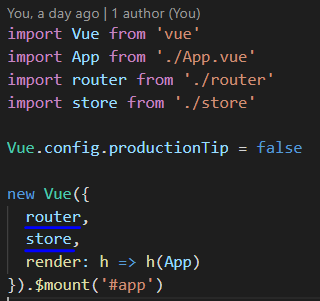 You, a day ago | 1 author (You)
import Vue from 'vue'
import App from './App.vue'
import router from './router'
import store from './store'
Vue.config.productionTip = false
new Vue({
router,
store,
render: h => h(App)
}).$mount('#app')